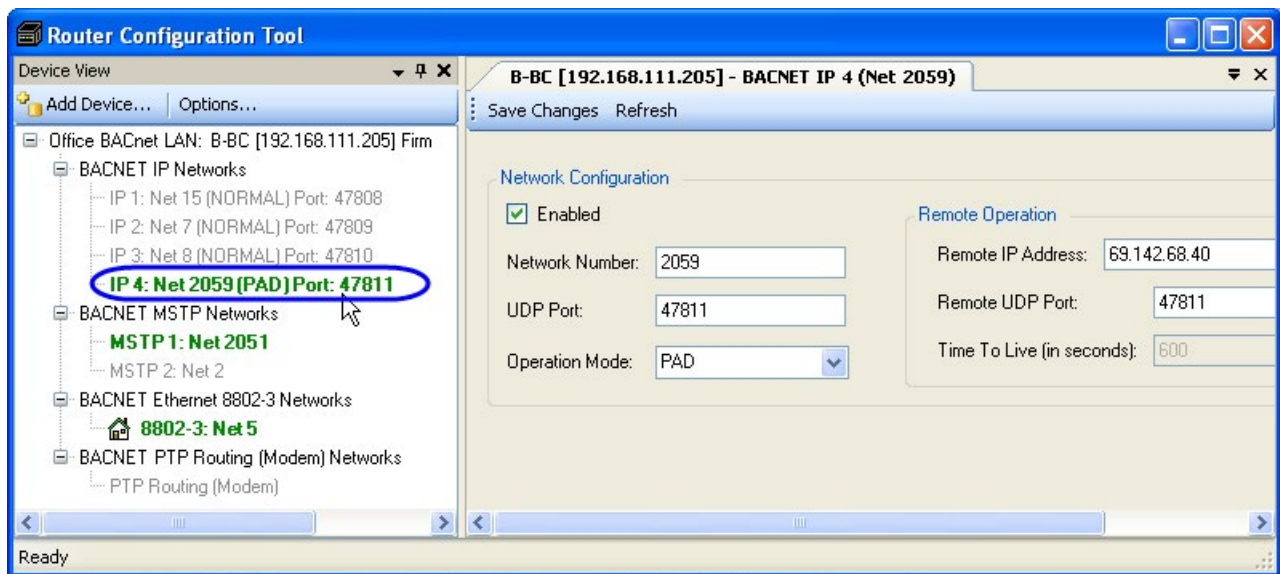 Router Configuration Tool
Device View
Add Device... Options...
Office BACnet LAN: B-BC [192.168.111.205] Firm
BACNET IP Networks
IP 1: Net 15 (NORMAL) Port: 47808
IP 2: Net 7 (NORMAL) Port: 47809
IP 3: Net 8 (NORMAL) Port: 47810
IP 4: Net 2059 (PAD) Port: 47811
BACNET MSTP Networks
MSTP 1: Net 2051
MSTP 2: Net 2
BACNET Ethernet 8802-3 Networks
8802-3: Net 5
BACNET PTP Routing (Modem) Networks
PTP Routing (Modem)
B-BC [192.168.111.205] - BACNET IP 4 (Net 2059)
Save Changes Refresh
Network Configuration
Enabled
Network Number: 2059
UDP Port: 47811
Operation Mode: PAD
Remote Operation
Remote IP Address: 69.142.68.40
Remote UDP Port: 47811
Time To Live (in seconds): 600
Ready